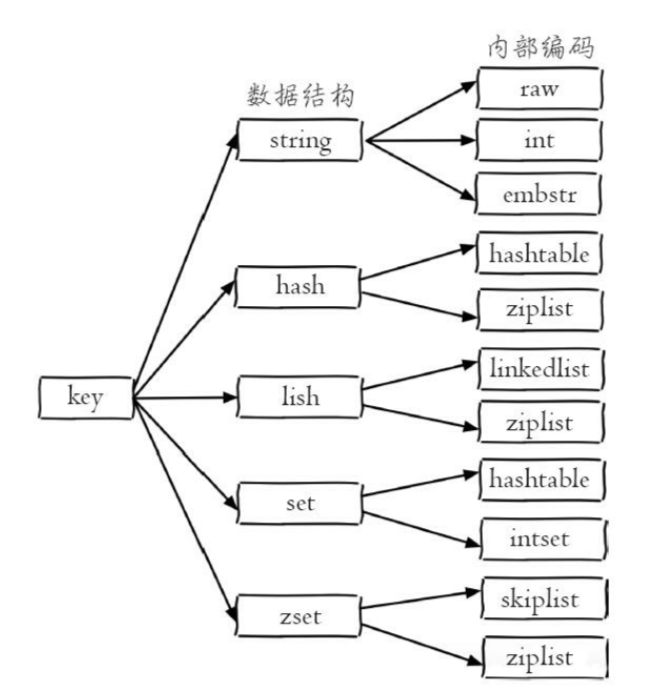 内部编码
数据结构
raw
string
int
embstr
hashtable
hash
ziplist
linkedlist
key
lish
ziplist
hashtable
set
intset
skiplist
zset
ziplist